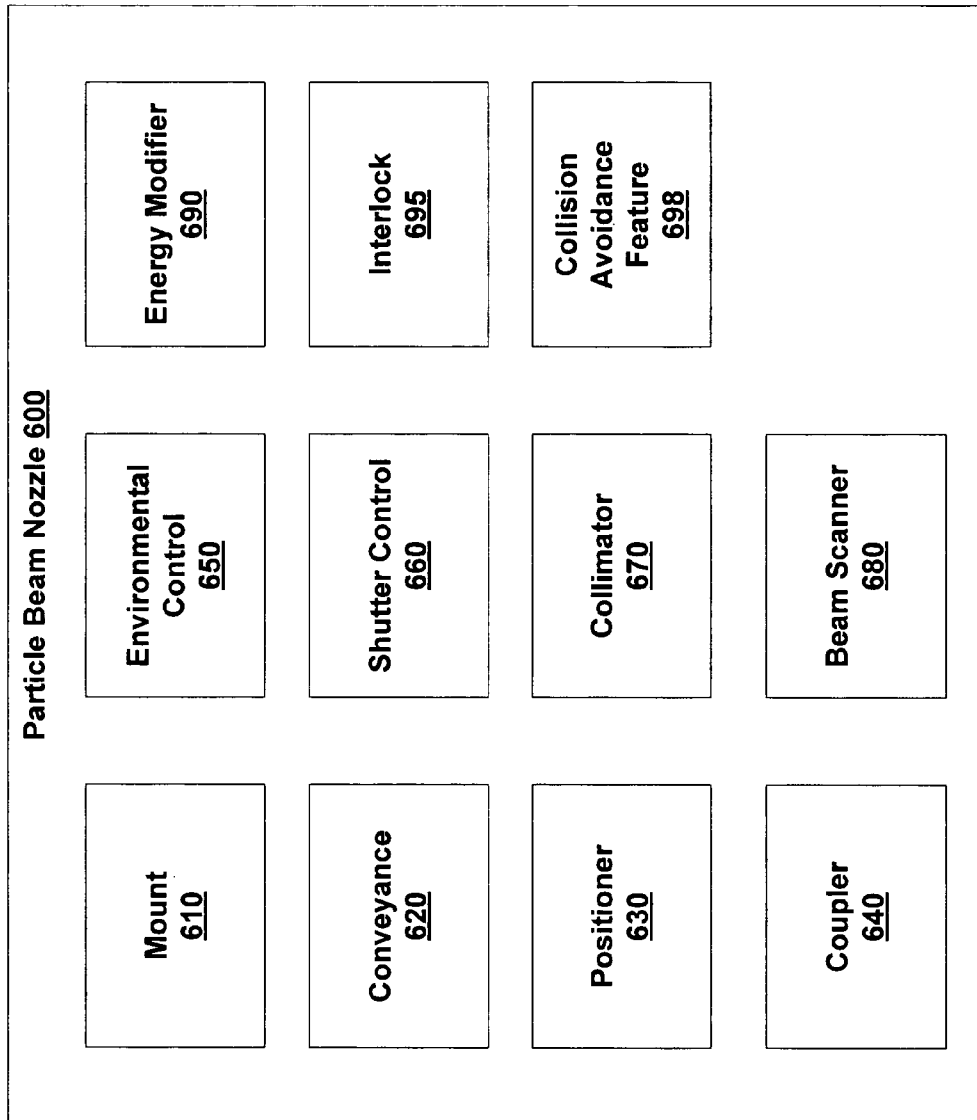 Particle Beam Nozzle 600
Mount
610
Conveyance
620
Positioner
630
Coupler
640
Environmental
Control
650
Shutter Control
660
Collimator
670
Beam Scanner
680
Energy Modifier
690
Interlock
695
Collision
Avoidance
Feature
698